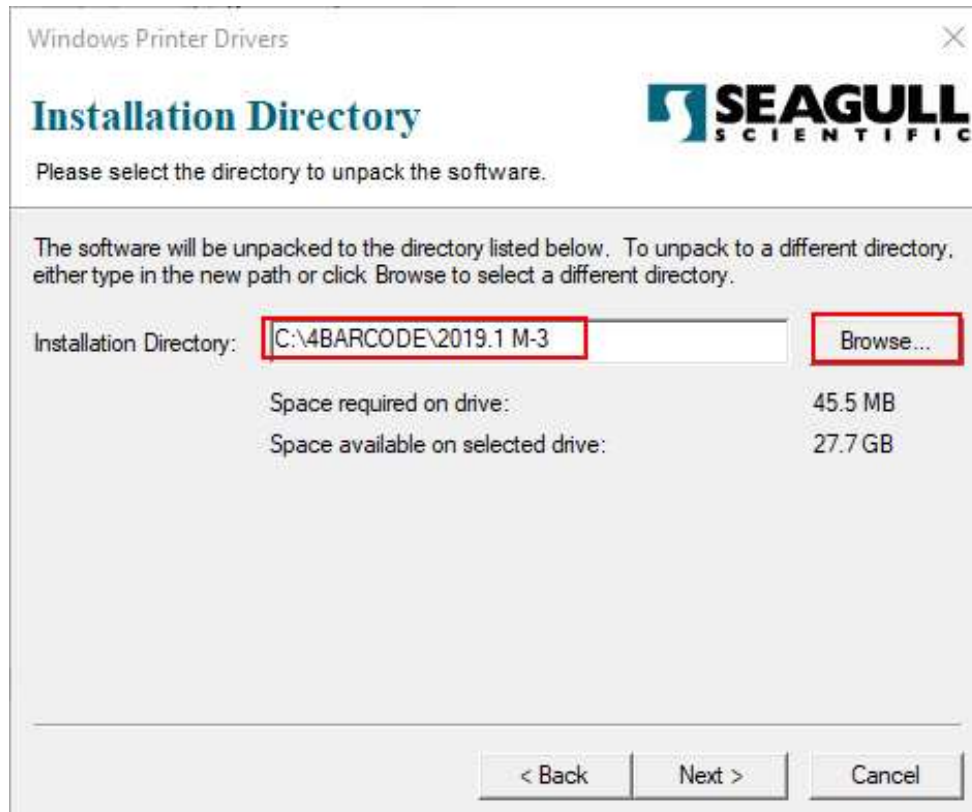 Windows Printer Drivers
Installation Directory
SEAGULL
SCIENTIFIC
Please select the directory to unpack the software.
The software will be unpacked to the directory listed below. To unpack to a different directory,
either type in the new path or click Browse to select a different directory.
Installation Directory: C:\4BARCODE\2019.1 M-3 Browse...
Space required on drive: 45.5 MB
Space available on selected drive: 27.7 GB
< Back Next > Cancel